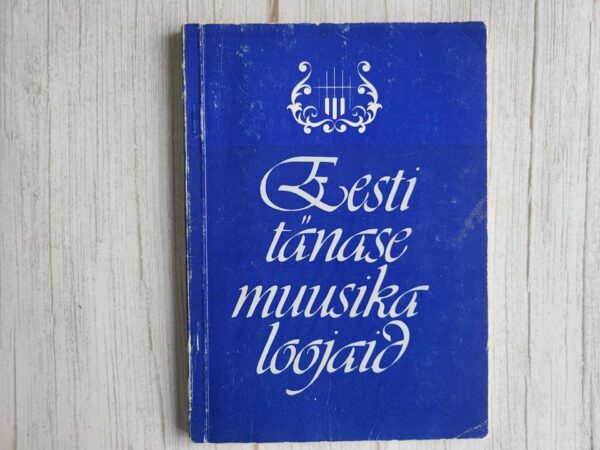 Eesti
tänase
muusika
loojaid